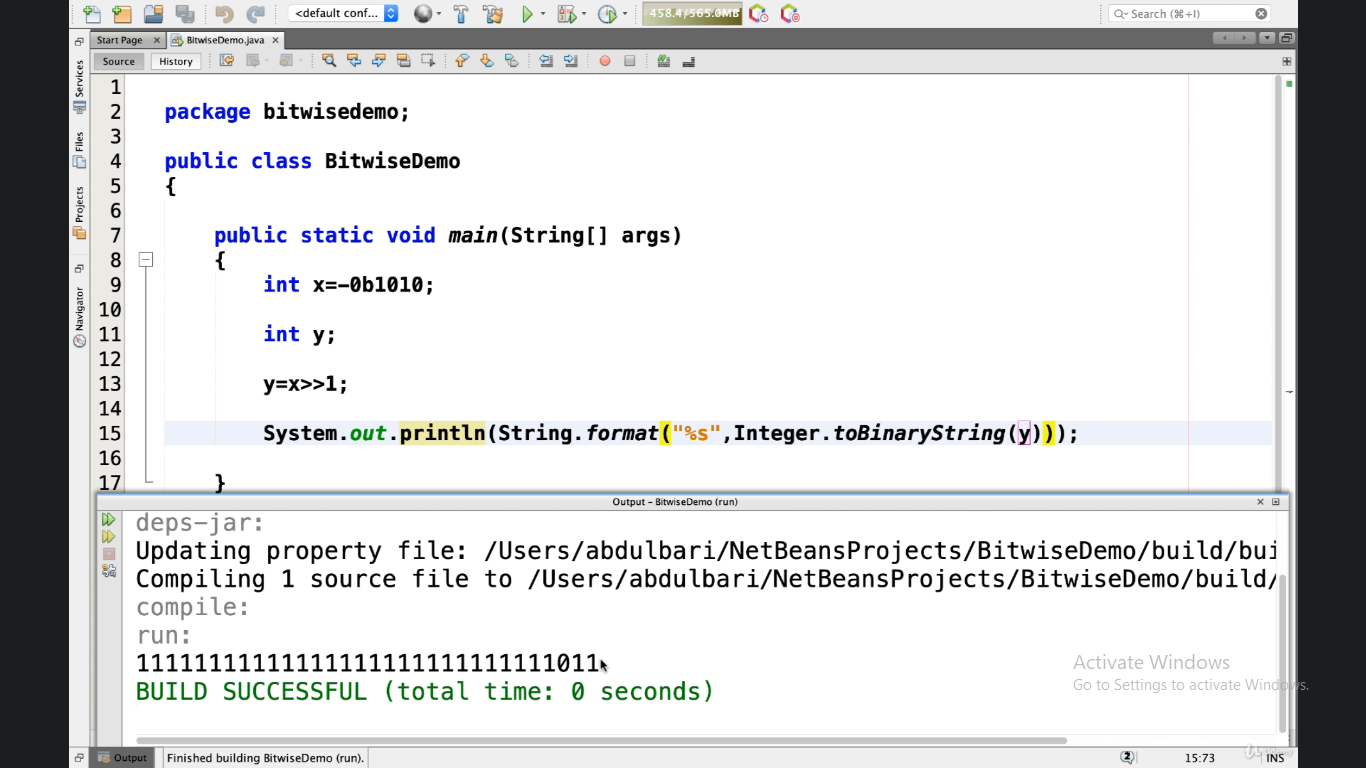 <default conf...
458.4/565.0MB
Search (⌘+I)
Start Page
BitwiseDemo.java
Source
History
Services
Files
Projects
Navigator
1
2 package bitwisedemo;
3
4 public class BitwiseDemo
5 {
6
7 public static void main(String[] args)
8 {
9 int x=-0b1010;
10
11 int y;
12
13 y=x>>1;
14
15 System.out.println(String.format("%s",Integer.toBinaryString(y)));
16
17 }
Output - BitwiseDemo (run)
deps-jar:
Updating property file: /Users/abdulbari/NetBeansProjects/BitwiseDemo/build/bui
Compiling 1 source file to /Users/abdulbari/NetBeansProjects/BitwiseDemo/build/
compile:
run:
11111111111111111111111111111011
BUILD SUCCESSFUL (total time: 0 seconds)
Activate Windows
Go to Settings to activate Windows.
Output
Finished building BitwiseDemo (run).
2
15:73
INS